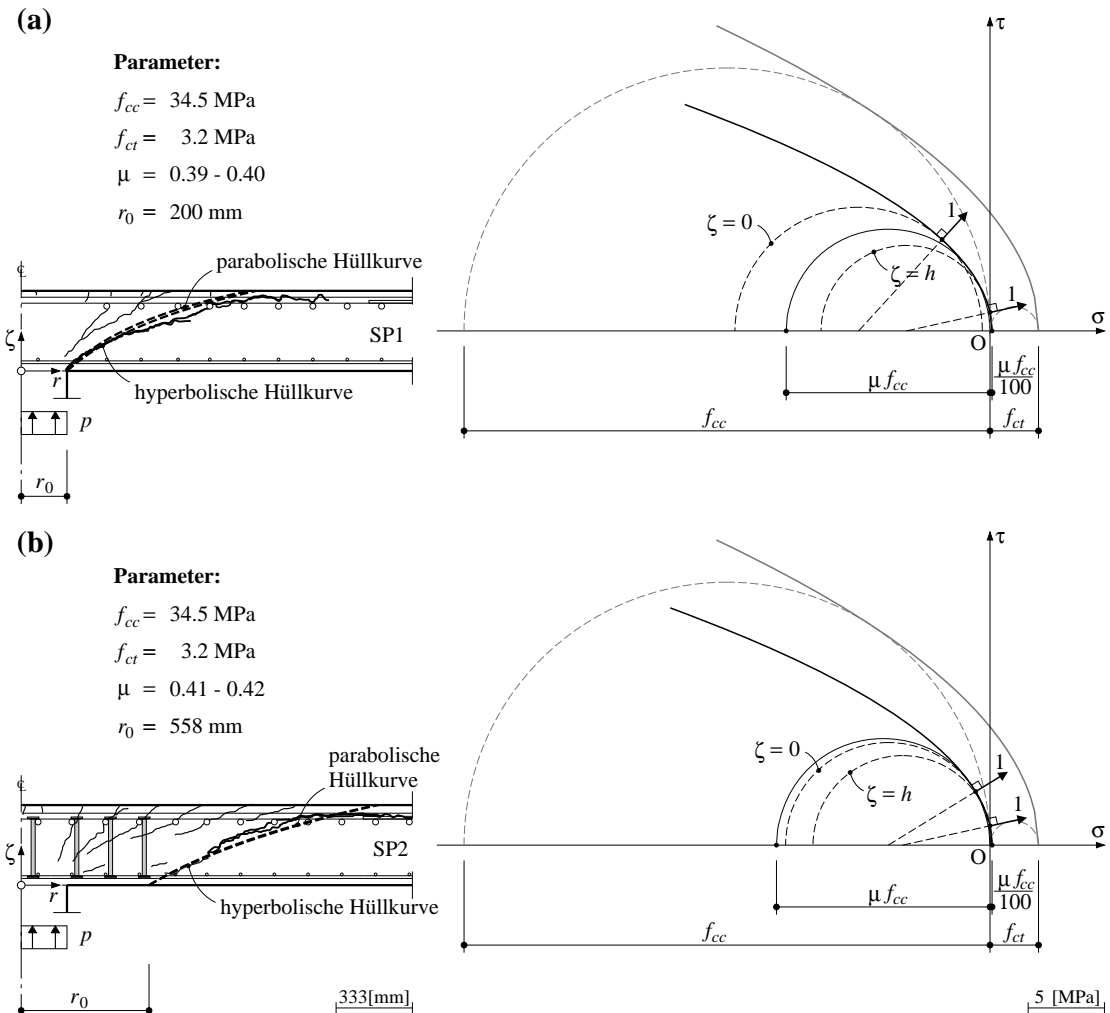 (a)
Parameter:
f_cc = 34.5 MPa
f_ct = 3.2 MPa
μ = 0.39 - 0.40
r_0 = 200 mm
℄
parabolische Hüllkurve
SP1
ζ
r
hyperbolische Hüllkurve
p
r_0
τ
1
ζ = 0
ζ = h
1
σ
O
μ f_cc
μ f_cc
100
f_cc
f_ct
(b)
Parameter:
f_cc = 34.5 MPa
f_ct = 3.2 MPa
μ = 0.41 - 0.42
r_0 = 558 mm
℄
parabolische
Hüllkurve
SP2
ζ
r
hyperbolische Hüllkurve
p
r_0
333[mm]
τ
ζ = 0
1
ζ = h
1
σ
O
μ f_cc
μ f_cc
100
f_cc
f_ct
5 [MPa]